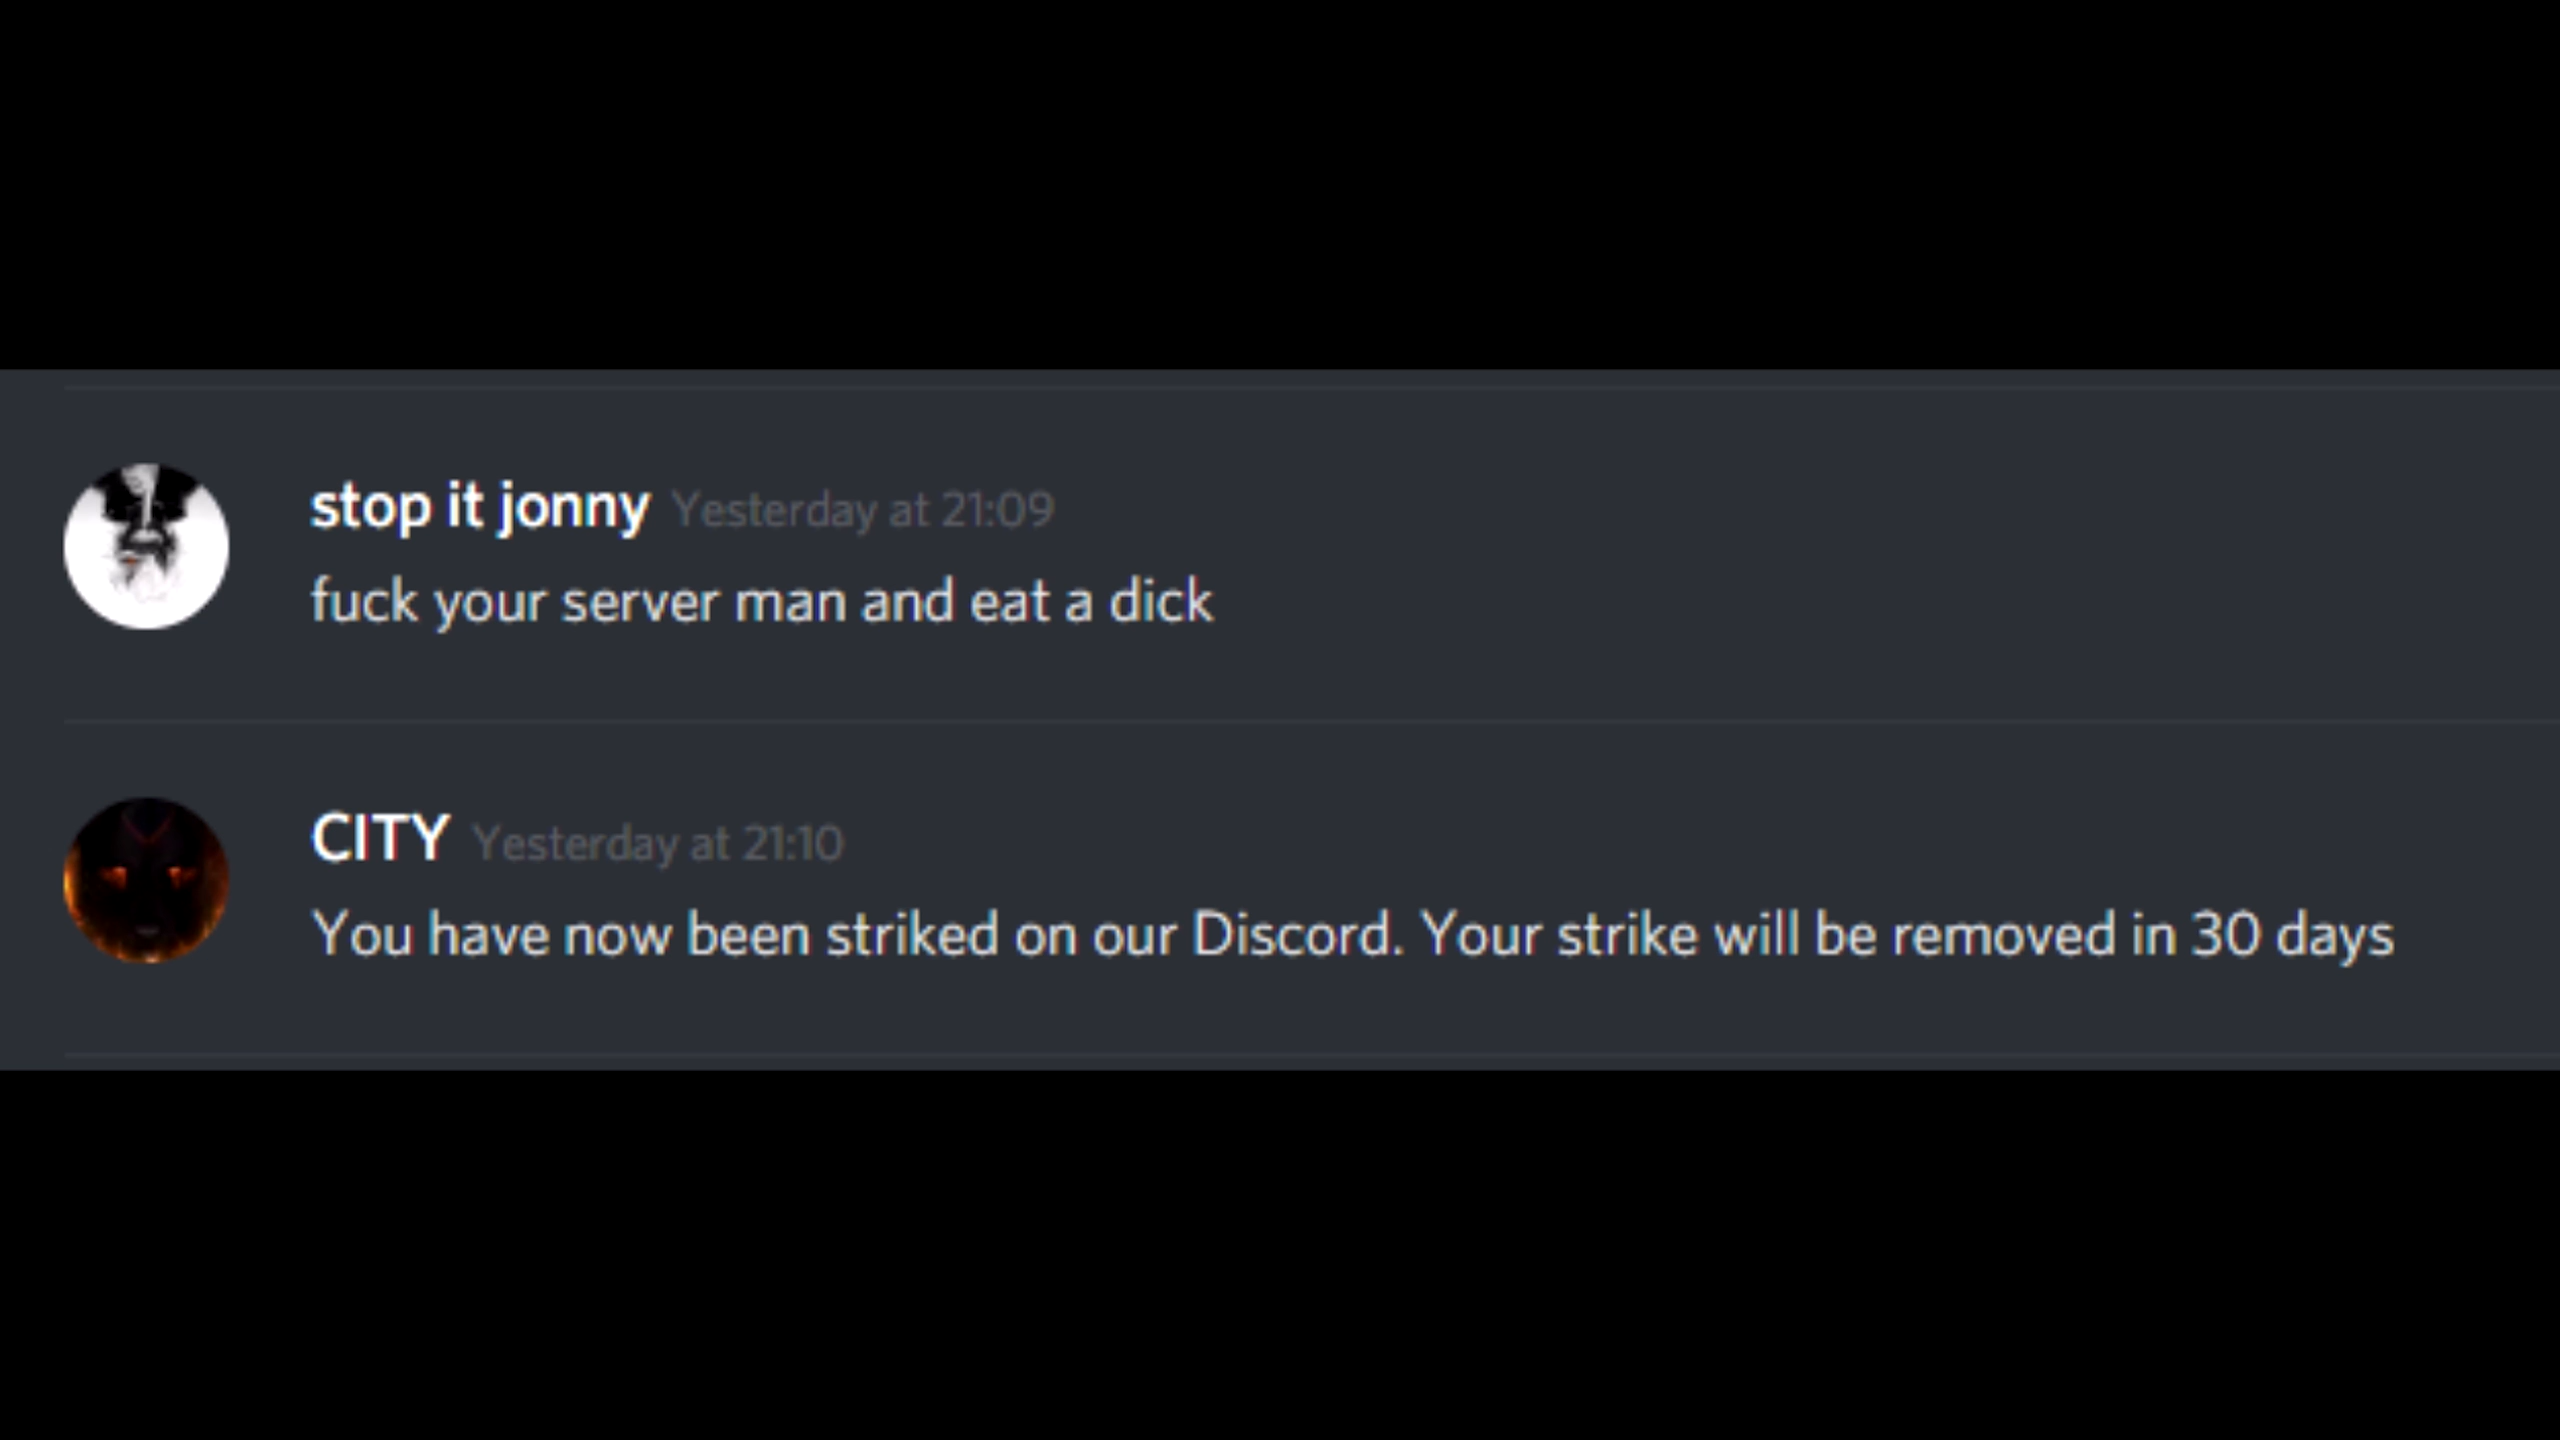 stop it jonny Yesterday at 21:09
fuck your server man and eat a dick
CITY Yesterday at 21:10
You have now been striked on our Discord. Your strike will be removed in 30 days